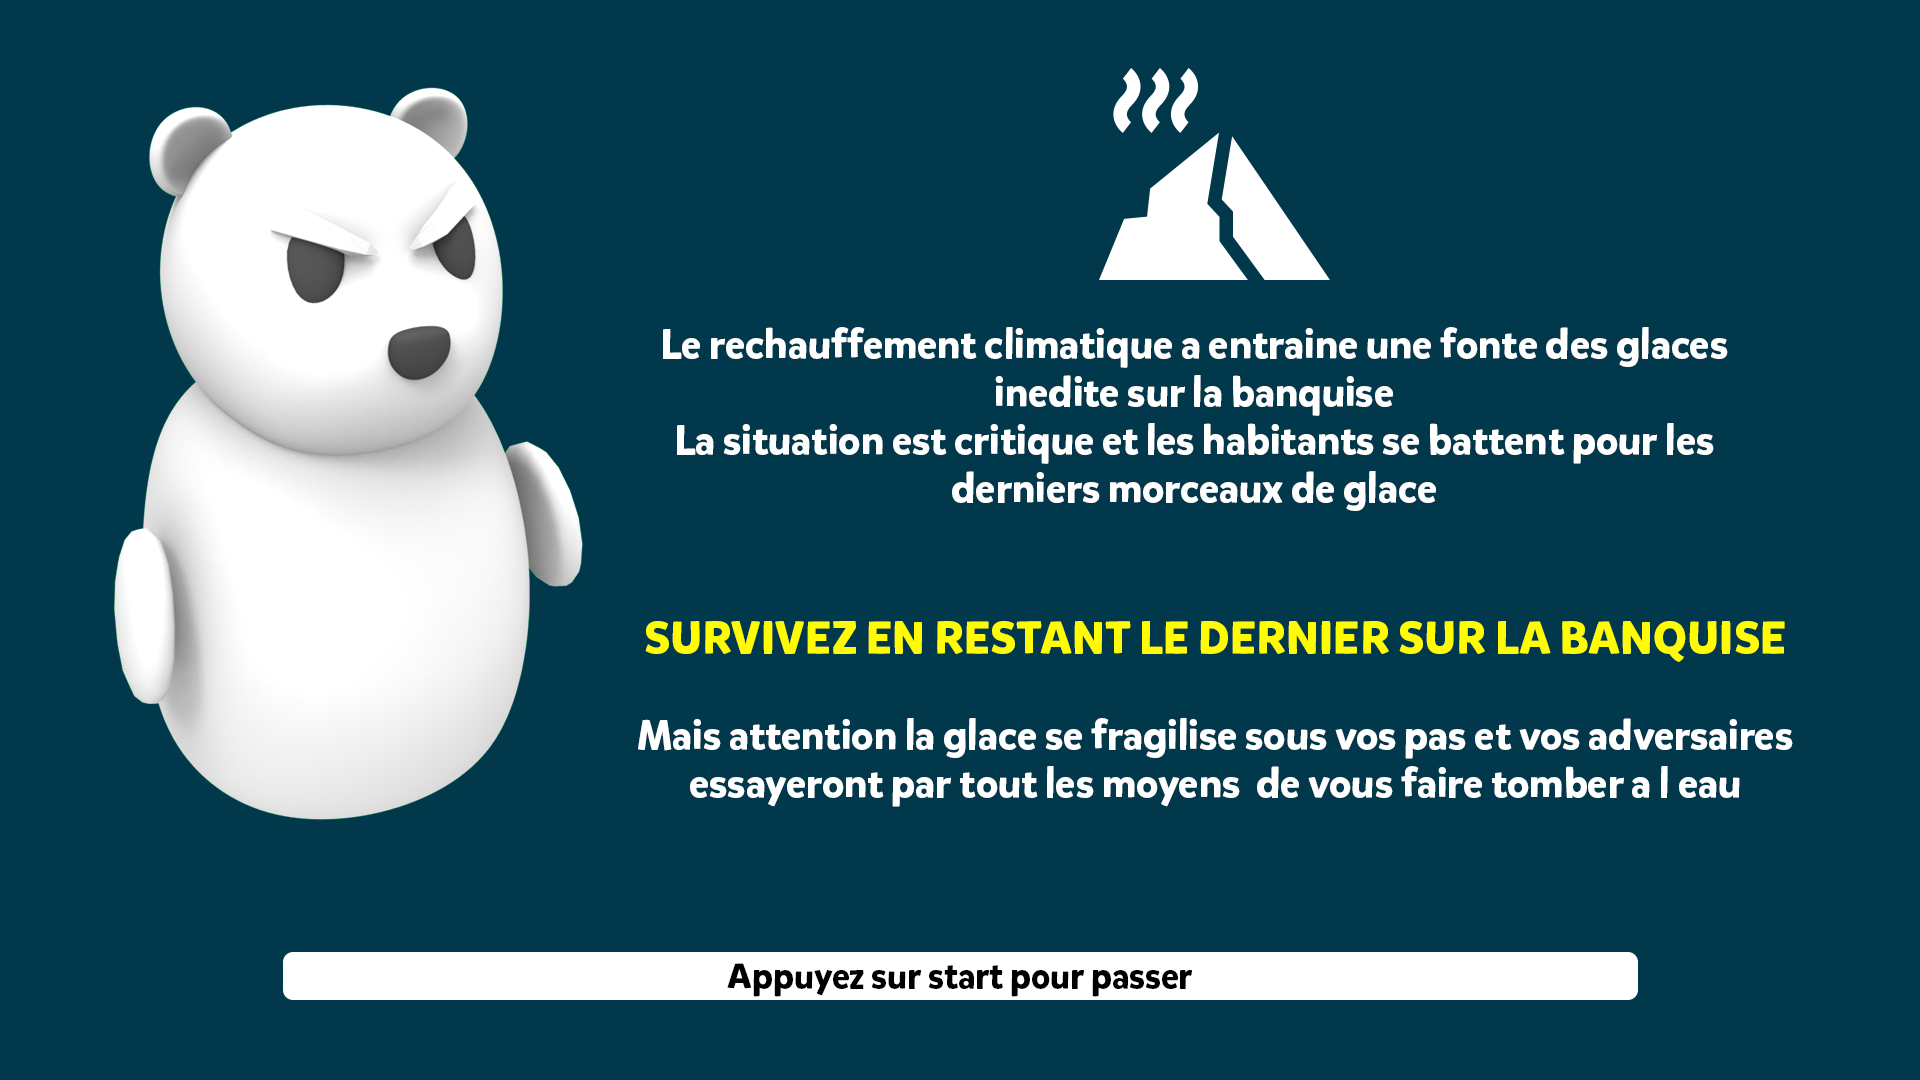 Le rechauffement climatique a entraine une fonte des glaces
inedite sur la banquise
La situation est critique et les habitants se battent pour les
derniers morceaux de glace
SURVIVEZ EN RESTANT LE DERNIER SUR LA BANQUISE
Mais attention la glace se fragilise sous vos pas et vos adversaires
essayeront par tout les moyens  de vous faire tomber a l eau
Appuyez sur start pour passer